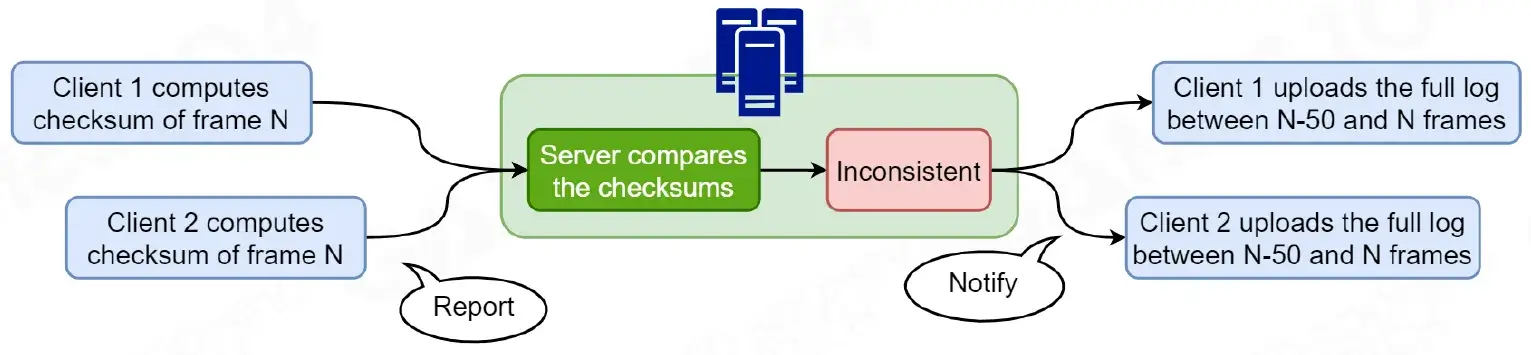 Client 1 computes
checksum of frame N
Client 2 computes
checksum of frame N
Report
Server compares
the checksums
Inconsistent
Notify
Client 1 uploads the full log
between N-50 and N frames
Client 2 uploads the full log
between N-50 and N frames